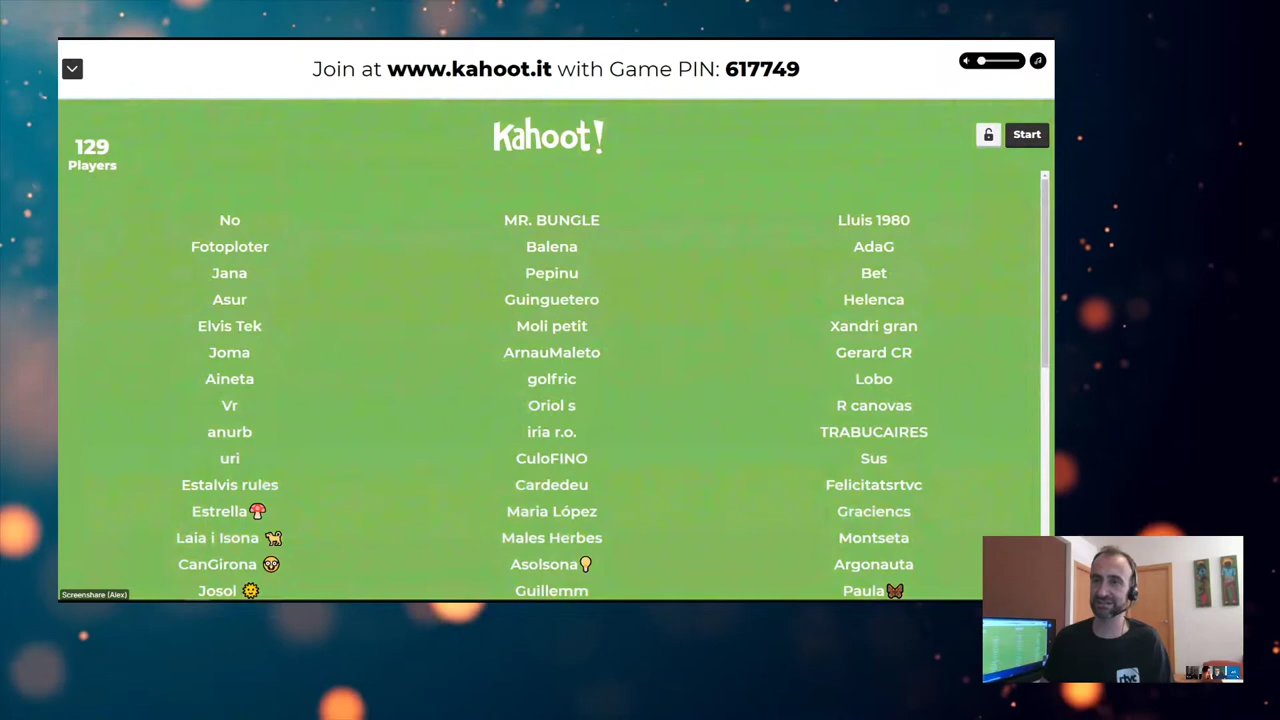 Join at www.kahoot.it with Game PIN: 617749
129
Players
Kahoot!
Start
No
MR. BUNGLE
Lluis 1980
Fotoploter
Balena
AdaG
Jana
Pepinu
Bet
Asur
Guinguetero
Helenca
Elvis Tek
Moli petit
Xandri gran
Joma
ArnauMaleto
Gerard CR
Aineta
golfric
Lobo
Vr
Oriol s
R canovas
anurb
iria r.o.
TRABUCAIRES
uri
CuloFINO
Sus
Estalvis rules
Cardedeu
Felicitatsrtvc
Estrella🍄
Maria López
Graciencs
Laia i Isona 🐕
Males Herbes
Montseta
CanGirona 🤪
Asolsona💡
Argonauta
Josol 🌞
Guillemm
Paula🦋
Screenshare (Alex)
rtvc